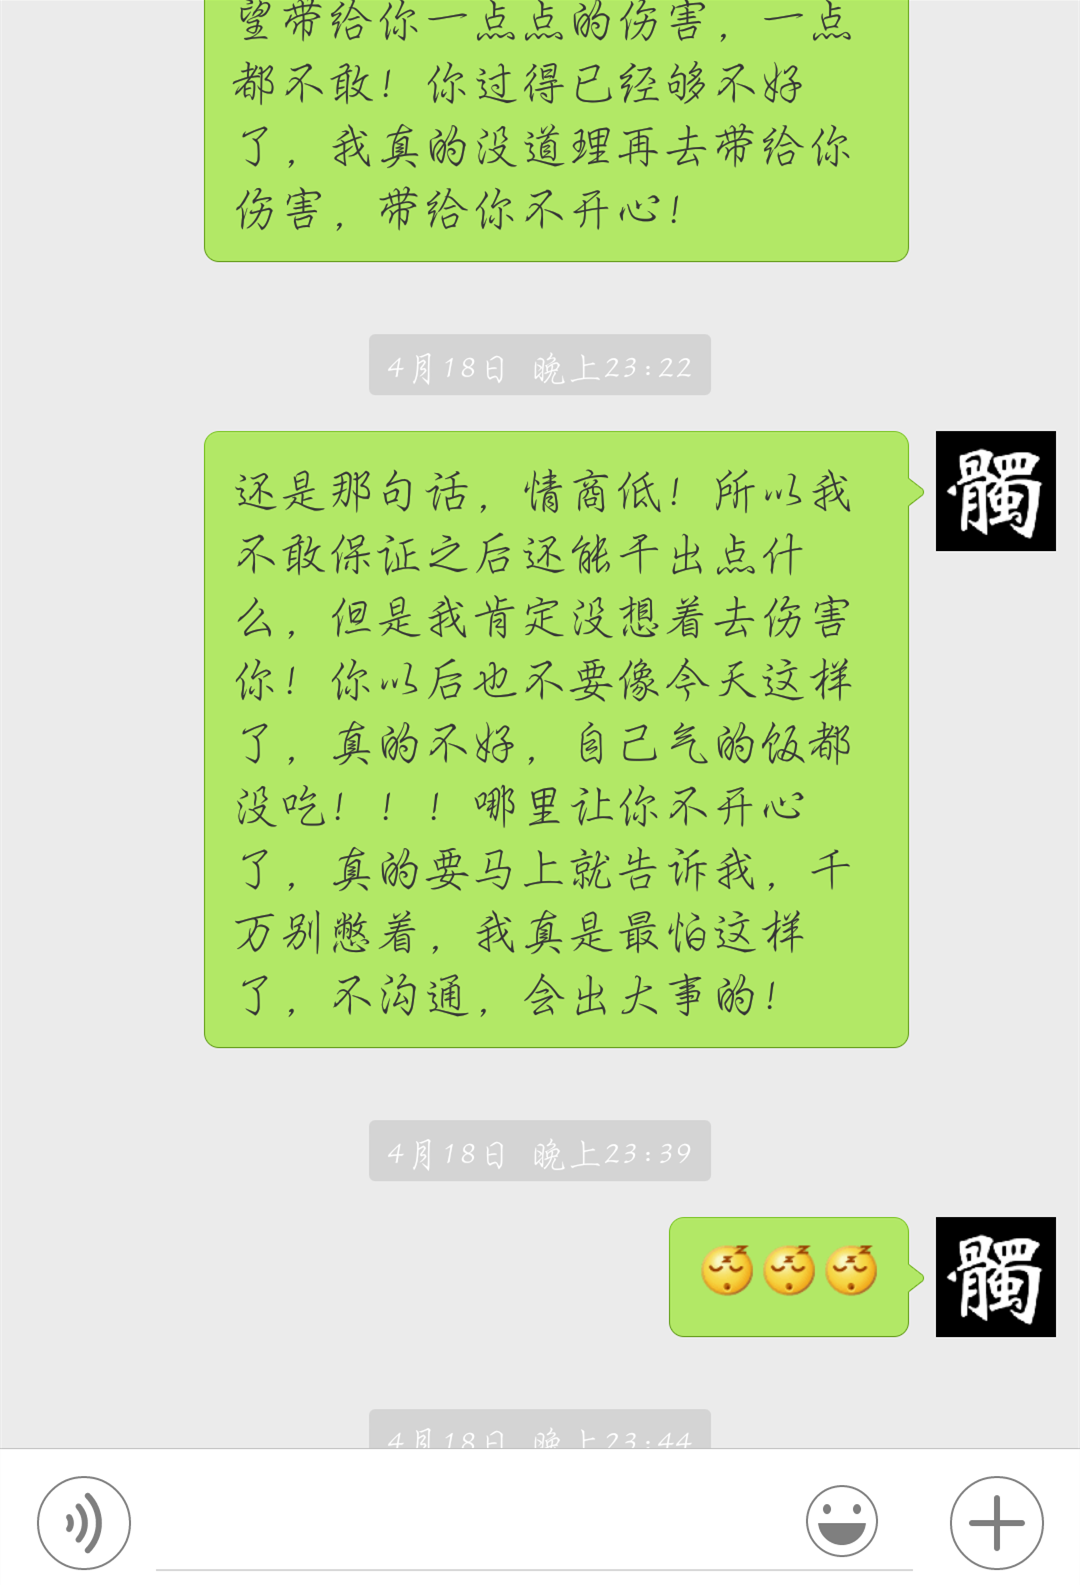 望带给你一点点的伤害，一点
都不敢！你过得已经够不好
了，我真的没道理再去带给你
伤害，带给你不开心！
4月18日 晚上23:22
还是那句话，情商低！所以我
不敢保证之后还能干出点什
么，但是我肯定没想着去伤害
你！你以后也不要像今天这样
了，真的不好，自己气的饭都
没吃！！！哪里让你不开心
了，真的要马上就告诉我，千
万别憋着，我真是最怕这样
了，不沟通，会出大事的！
髑
4月18日 晚上23:39
髑
4月18日 晚上23:44